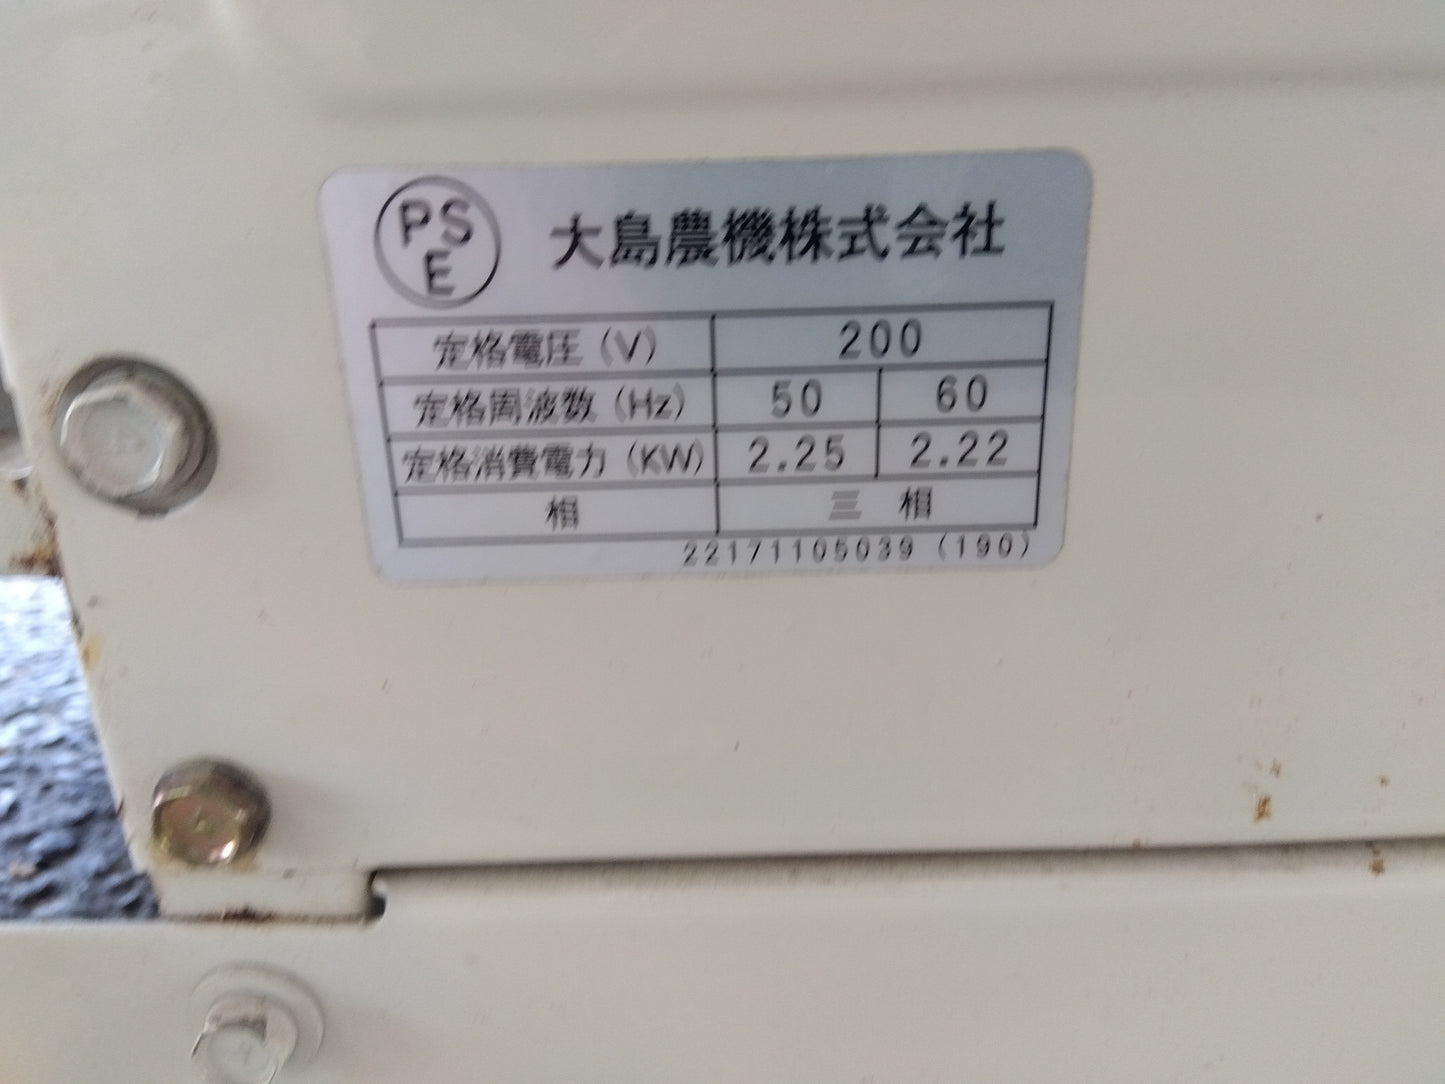 PS
E
大島農機株式会社
定格電圧 (V) 200
定格周波数 (Hz) 50 60
定格消費電力 (KW) 2.25 2.22
相 三相
22171105039 (190)